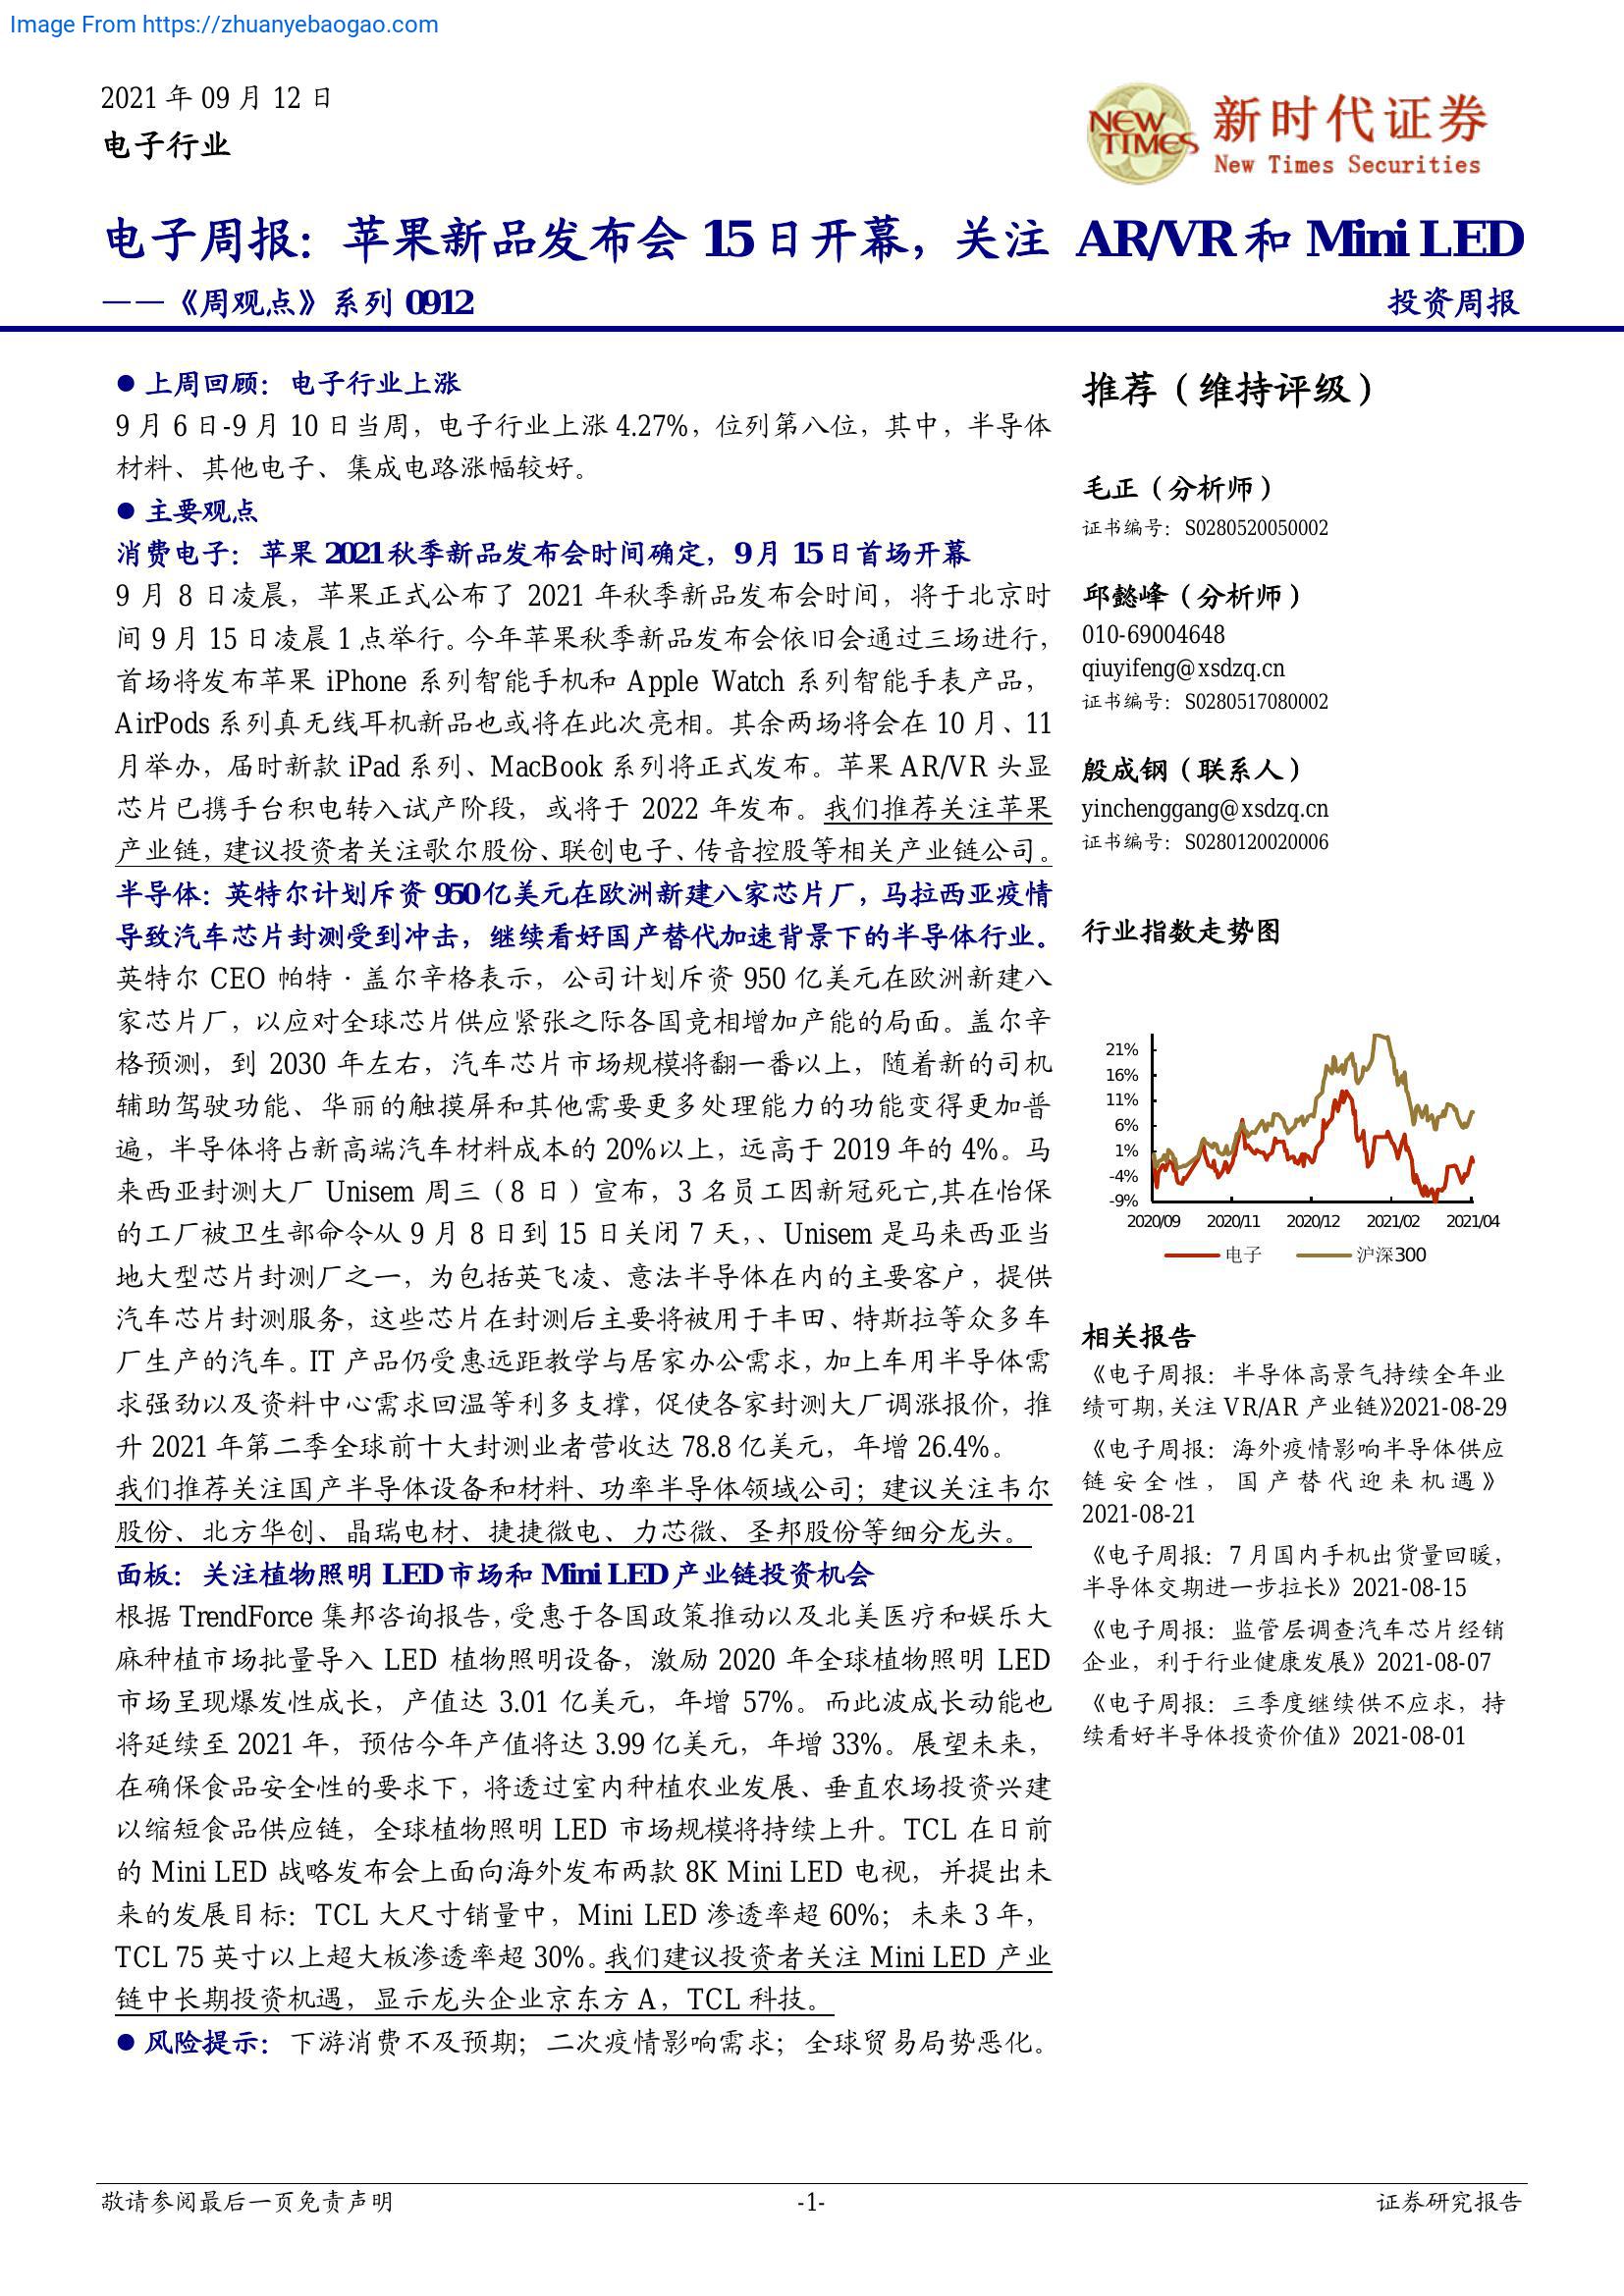 Image From https://zhuanyebaogao.com
2021 年 09 月 12 日
电子行业
NEW TIMES
新时代证券
New Times Securities
电子周报：苹果新品发布会 15 日开幕，关注 AR/VR 和 Mini LED
——《周观点》系列 0912
投资周报
● 上周回顾：电子行业上涨
9 月 6 日-9 月 10 日当周，电子行业上涨 4.27%，位列第八位，其中，半导体
材料、其他电子、集成电路涨幅较好。
● 主要观点
消费电子：苹果 2021 秋季新品发布会时间确定，9 月 15 日首场开幕
9 月 8 日凌晨，苹果正式公布了 2021 年秋季新品发布会时间，将于北京时
间 9 月 15 日凌晨 1 点举行。今年苹果秋季新品发布会依旧会通过三场进行，
首场将发布苹果 iPhone 系列智能手机和 Apple Watch 系列智能手表产品，
AirPods 系列真无线耳机新品也或将在此次亮相。其余两场将会在 10 月、11
月举办，届时新款 iPad 系列、MacBook 系列将正式发布。苹果 AR/VR 头显
芯片已携手台积电转入试产阶段，或将于 2022 年发布。我们推荐关注苹果
产业链，建议投资者关注歌尔股份、联创电子、传音控股等相关产业链公司。
半导体：英特尔计划斥资 950 亿美元在欧洲新建八家芯片厂，马拉西亚疫情
导致汽车芯片封测受到冲击，继续看好国产替代加速背景下的半导体行业。
英特尔 CEO 帕特·盖尔辛格表示，公司计划斥资 950 亿美元在欧洲新建八
家芯片厂，以应对全球芯片供应紧张之际各国竞相增加产能的局面。盖尔辛
格预测，到 2030 年左右，汽车芯片市场规模将翻一番以上，随着新的司机
辅助驾驶功能、华丽的触摸屏和其他需要更多处理能力的功能变得更加普
遍，半导体将占新高端汽车材料成本的 20%以上，远高于 2019 年的 4%。马
来西亚封测大厂 Unisem 周三（8 日）宣布，3 名员工因新冠死亡,其在怡保
的工厂被卫生部命令从 9 月 8 日到 15 日关闭 7 天，、Unisem 是马来西亚当
地大型芯片封测厂之一，为包括英飞凌、意法半导体在内的主要客户，提供
汽车芯片封测服务，这些芯片在封测后主要将被用于丰田、特斯拉等众多车
厂生产的汽车。IT 产品仍受惠远距教学与居家办公需求，加上车用半导体需
求强劲以及资料中心需求回温等利多支撑，促使各家封测大厂调涨报价，推
升 2021 年第二季全球前十大封测业者营收达 78.8 亿美元，年增 26.4%。
我们推荐关注国产半导体设备和材料、功率半导体领域公司；建议关注韦尔
股份、北方华创、晶瑞电材、捷捷微电、力芯微、圣邦股份等细分龙头。
面板：关注植物照明 LED 市场和 Mini LED 产业链投资机会
根据 TrendForce 集邦咨询报告，受惠于各国政策推动以及北美医疗和娱乐大
麻种植市场批量导入 LED 植物照明设备，激励 2020 年全球植物照明 LED
市场呈现爆发性成长，产值达 3.01 亿美元，年增 57%。而此波成长动能也
将延续至 2021 年，预估今年产值将达 3.99 亿美元，年增 33%。展望未来，
在确保食品安全性的要求下，将透过室内种植农业发展、垂直农场投资兴建
以缩短食品供应链，全球植物照明 LED 市场规模将持续上升。TCL 在日前
的 Mini LED 战略发布会上面向海外发布两款 8K Mini LED 电视，并提出未
来的发展目标：TCL 大尺寸销量中，Mini LED 渗透率超 60%；未来 3 年，
TCL 75 英寸以上超大板渗透率超 30%。我们建议投资者关注 Mini LED 产业
链中长期投资机遇，显示龙头企业京东方 A，TCL 科技。
● 风险提示：下游消费不及预期；二次疫情影响需求；全球贸易局势恶化。
推荐（维持评级）
毛正（分析师）
证书编号：S0280520050002
邱懿峰（分析师）
010-69004648
qiuyifeng@xsdzq.cn
证书编号：S0280517080002
殷成钢（联系人）
yinchenggang@xsdzq.cn
证书编号：S0280120020006
行业指数走势图
21%
16%
11%
6%
1%
-4%
-9%
2020/09 2020/11 2020/12 2021/02 2021/04
电子 沪深300
相关报告
《电子周报：半导体高景气持续全年业
绩可期，关注 VR/AR 产业链》2021-08-29
《电子周报：海外疫情影响半导体供应
链安全性，国产替代迎来机遇》
2021-08-21
《电子周报：7 月国内手机出货量回暖，
半导体交期进一步拉长》2021-08-15
《电子周报：监管层调查汽车芯片经销
企业，利于行业健康发展》2021-08-07
《电子周报：三季度继续供不应求，持
续看好半导体投资价值》2021-08-01
敬请参阅最后一页免责声明
-1-
证券研究报告